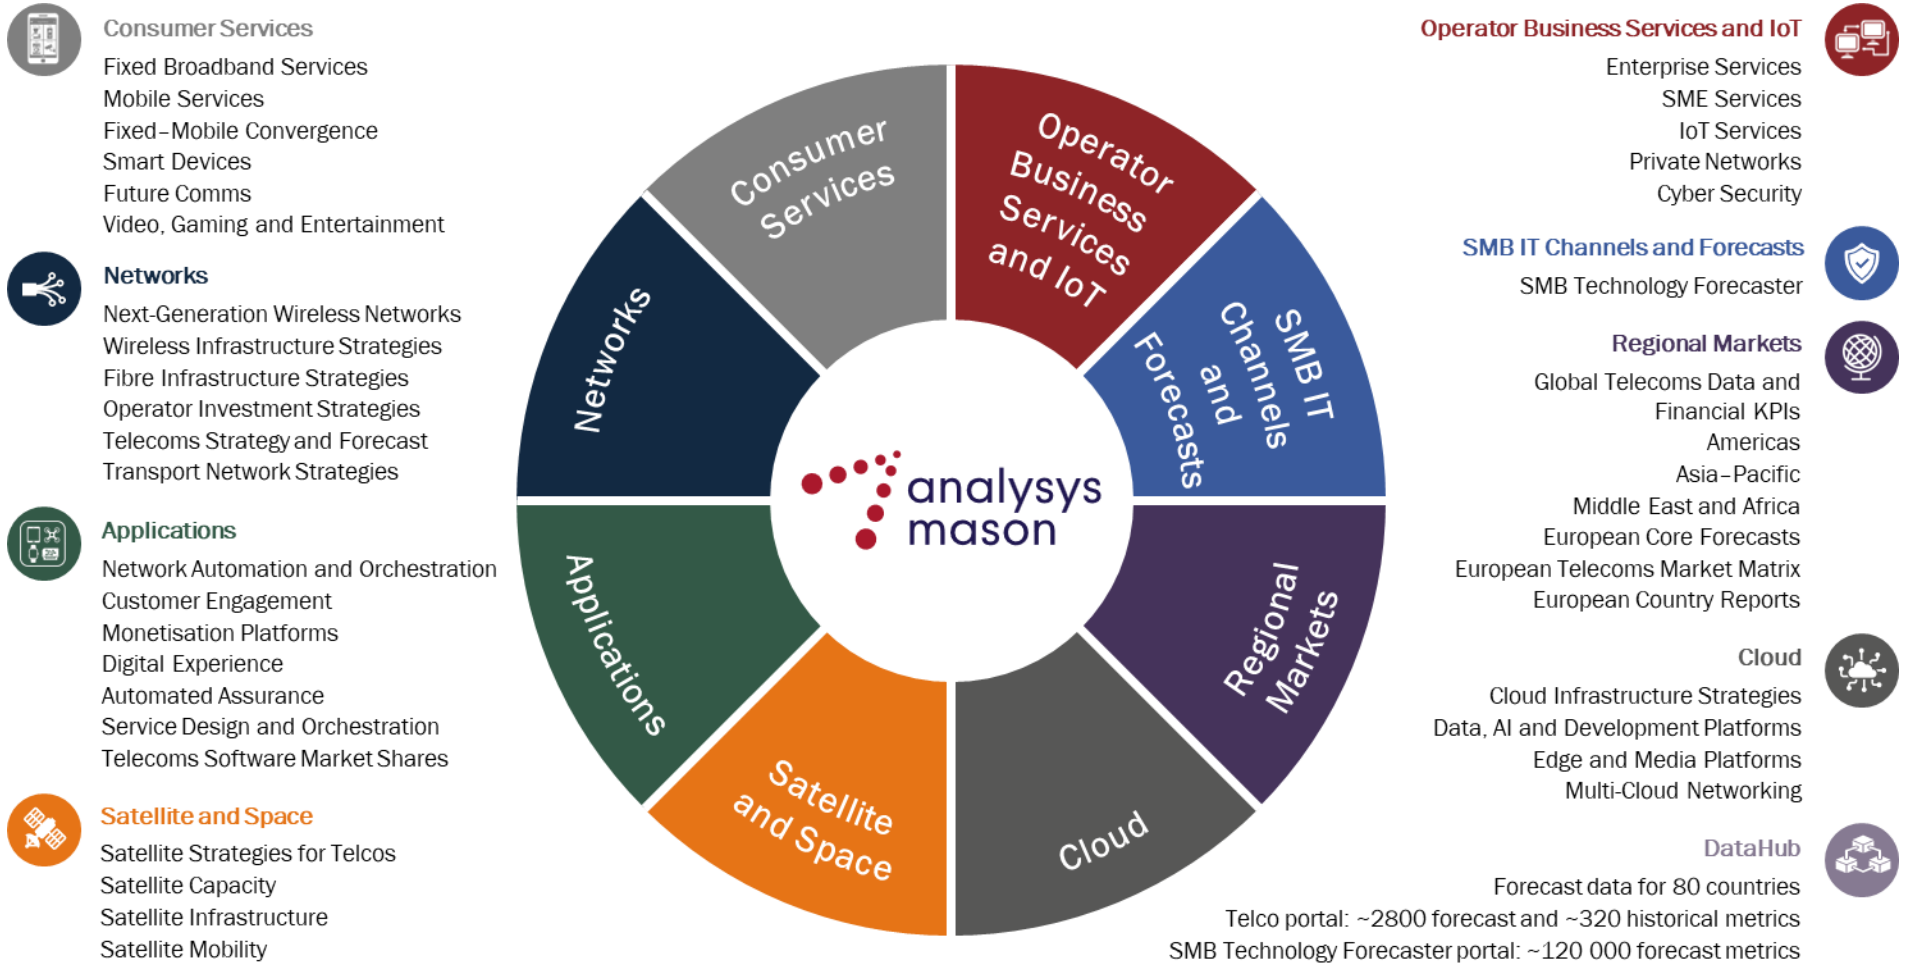 Consumer Services
Fixed Broadband Services
Mobile Services
Fixed–Mobile Convergence
Smart Devices
Future Comms
Video, Gaming and Entertainment
Networks
Next-Generation Wireless Networks
Wireless Infrastructure Strategies
Fibre Infrastructure Strategies
Operator Investment Strategies
Telecoms Strategy and Forecast
Transport Network Strategies
Applications
Network Automation and Orchestration
Customer Engagement
Monetisation Platforms
Digital Experience
Automated Assurance
Service Design and Orchestration
Telecoms Software Market Shares
Satellite and Space
Satellite Strategies for Telcos
Satellite Capacity
Satellite Infrastructure
Satellite Mobility
Consumer
Services
Operator
Business
Services
and IoT
SMB IT
Channels
and
Forecasts
Regional
Markets
Cloud
Satellite
and Space
Applications
Networks
analysys
mason
Operator Business Services and IoT
Enterprise Services
SME Services
IoT Services
Private Networks
Cyber Security
SMB IT Channels and Forecasts
SMB Technology Forecaster
Regional Markets
Global Telecoms Data and
Financial KPIs
Americas
Asia–Pacific
Middle East and Africa
European Core Forecasts
European Telecoms Market Matrix
European Country Reports
Cloud
Cloud Infrastructure Strategies
Data, AI and Development Platforms
Edge and Media Platforms
Multi-Cloud Networking
DataHub
Forecast data for 80 countries
Telco portal: ~2800 forecast and ~320 historical metrics
SMB Technology Forecaster portal: ~120 000 forecast metrics